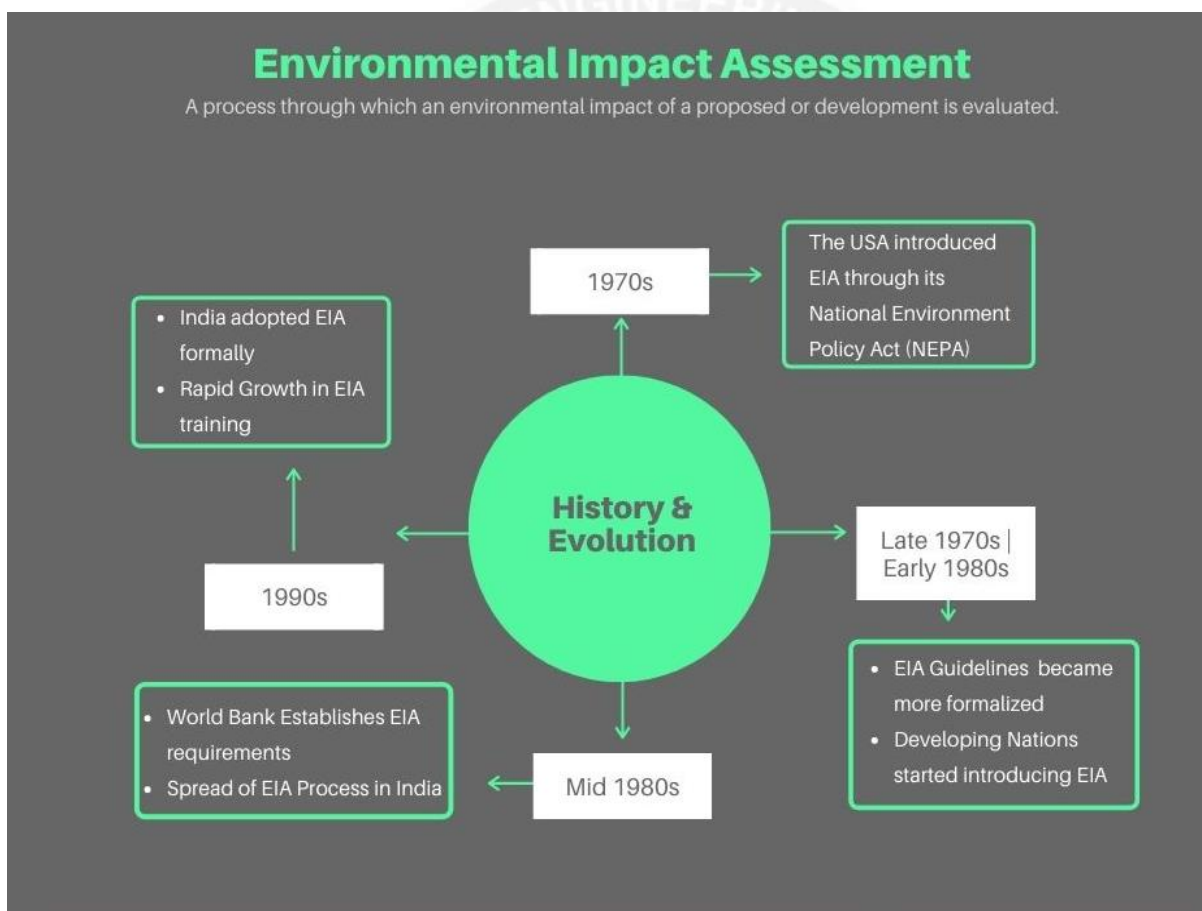 Environmental Impact Assessment
A process through which an environmental impact of a proposed or development is evaluated.
1970s
The USA introduced
EIA through its
National Environment
Policy Act (NEPA)
History &
Evolution
Late 1970s |
Early 1980s
• EIA Guidelines became
more formalized
• Developing Nations
started introducing EIA
Mid 1980s
• World Bank Establishes EIA
requirements
• Spread of EIA Process in India
1990s
• India adopted EIA
formally
• Rapid Growth in EIA
training